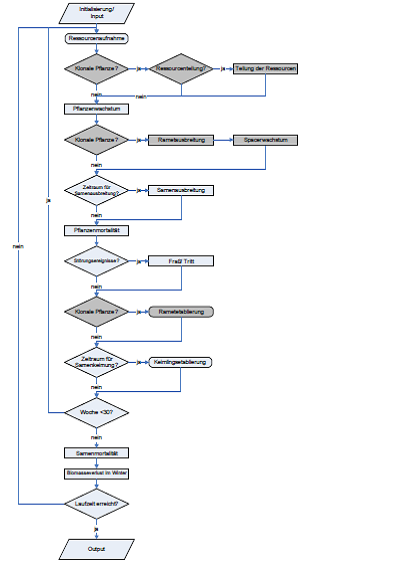 Initialisierung/
Input
Ressourcenaufnahme
Klonale Pflanze?
ja
Ressourcenteilung?
ja
Teilung der Ressourcen
nein
nein
Pflanzenwachstum
Klonale Pflanze?
ja
Rametausbreitung
Spacerwachstum
nein
Zeitraum für
Samenausbreitung?
ja
Samenausbreitung
nein
ja
Pflanzenmortalität
nein
Störungsereignisse?
ja
Fraß/ Tritt
nein
Klonale Pflanze?
ja
Rametetablierung
nein
Zeitraum für
Samenkeimung?
ja
Keimlingsetablierung
nein
Woche <30?
nein
Samenmortalität
Biomasseverlust im Winter
Laufzeit erreicht?
ja
Output